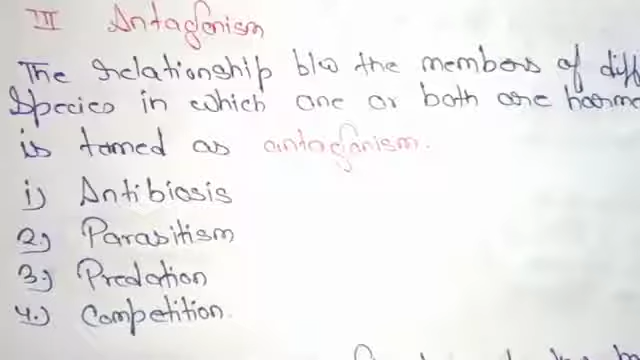 III Antagonism
The relationship b/w the members of diff
Species in which one or both are harme
is termed as antagonism.
1) Antibiosis
2.) Parasitism
3.) Predation
4.) Competition.